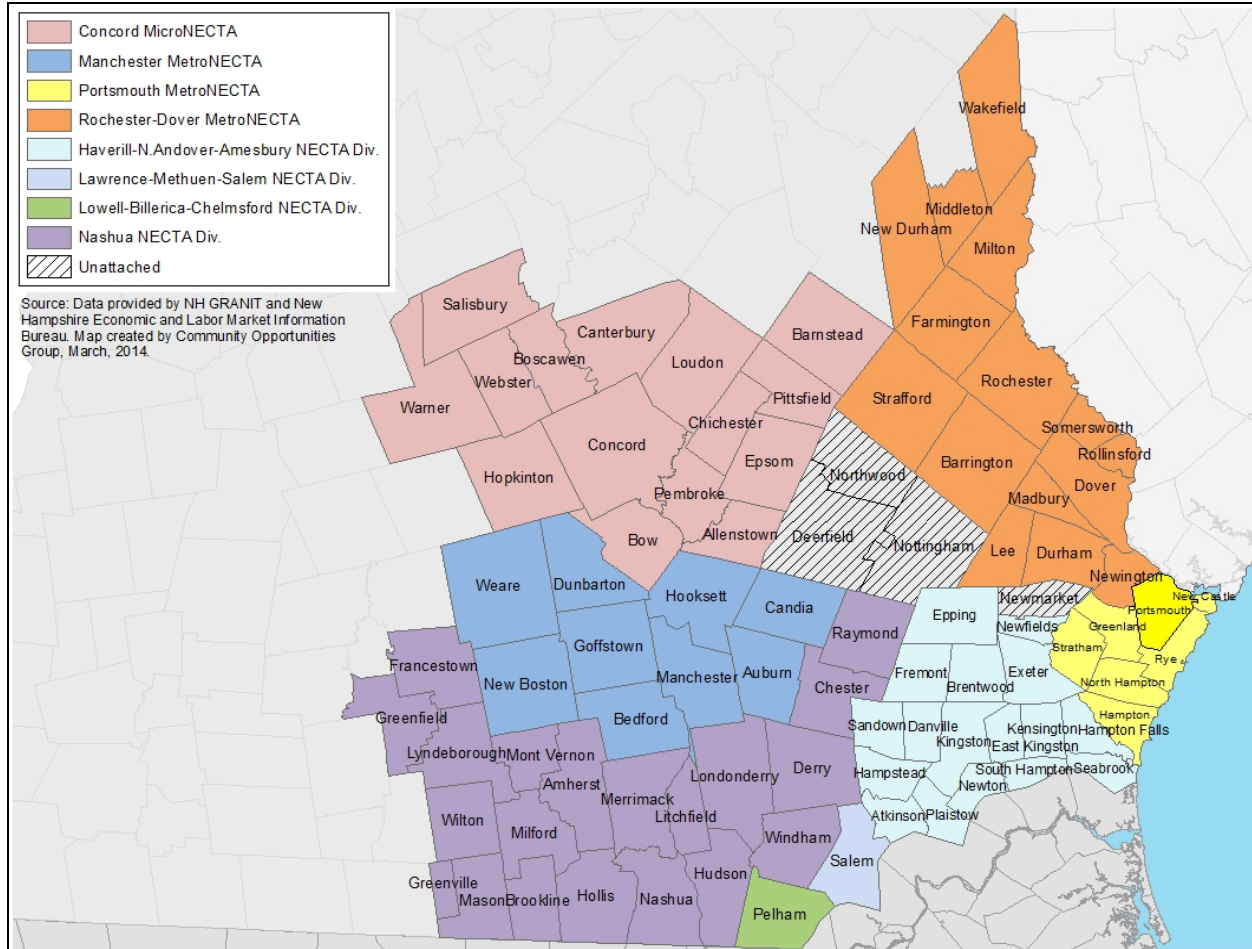 Concord MicroNECTA
Manchester MetroNECTA
Portsmouth MetroNECTA
Rochester-Dover MetroNECTA
Haverill-N.Andover-Amesbury NECTA Div.
Lawrence-Methuen-Salem NECTA Div.
Lowell-Billerica-Chelmsford NECTA Div.
Nashua NECTA Div.
Unattached
Source: Data provided by NH GRANIT and New
Hampshire Economic and Labor Market Information
Bureau. Map created by Community Opportunities
Group, March, 2014.
Wakefield
Middleton
New Durham
Milton
Salisbury
Farmington
Canterbury
Barnstead
Boscawen
Loudon
Webster
Rochester
Pittsfield
Strafford
Warner
Chichester
Somersworth
Concord
Rollinsford
Epsom
Barrington
Hopkinton
Northwood
Dover
Pembroke
Madbury
Allenstown
Deerfield
Bow
Nottingham
Lee
Durham
Newington
Weare
Dunbarton
Hooksett
New Castle
Newmarket
Portsmouth
Candia
Epping
Raymond
Newfields
Greenland
Goffstown
Stratham
Rye
Francestown
Fremont
Exeter
Auburn
New Boston
Manchester
North Hampton
Chester
Brentwood
Hampton
Greenfield
Bedford
Sandown
Danville
Kensington
Hampton Falls
Kingston
East Kingston
Lyndeborough
Mont Vernon
Londonderry
Derry
Hampstead
South Hampton
Seabrook
Amherst
Newton
Merrimack
Litchfield
Atkinson
Plaistow
Wilton
Milford
Windham
Salem
Hudson
Greenville
Mason
Brookline
Hollis
Nashua
Pelham